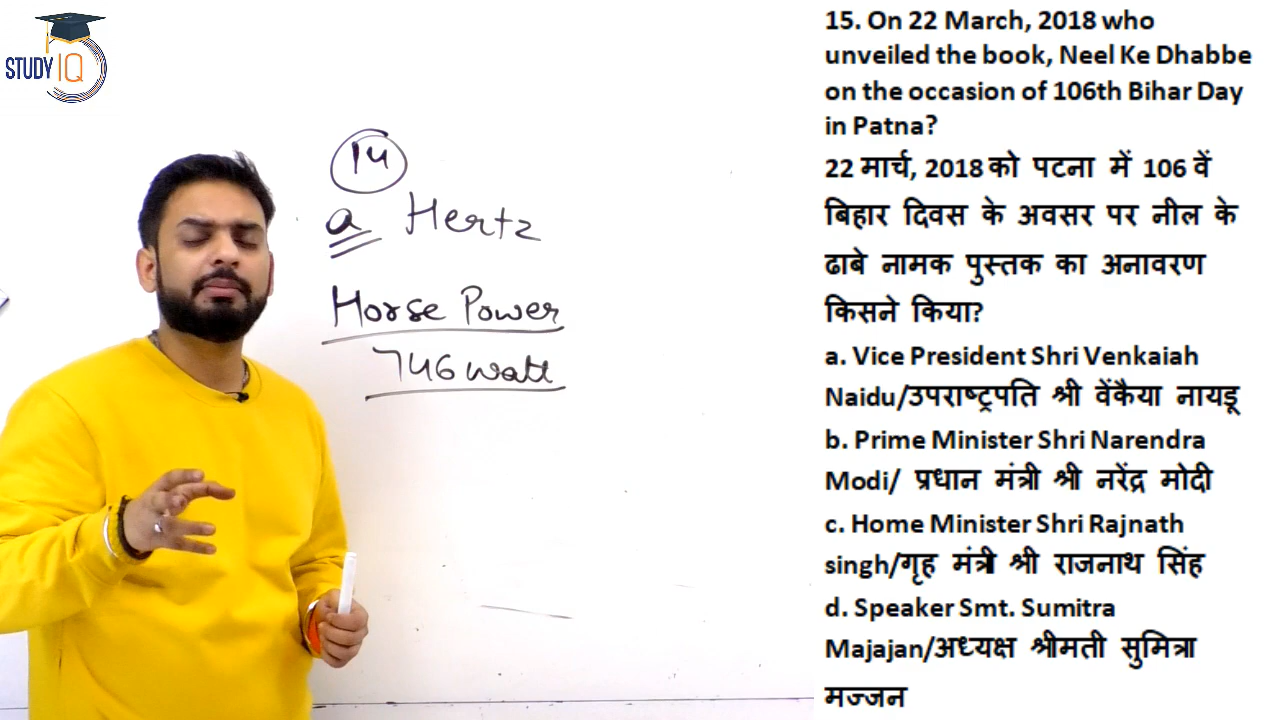 STUDY IQ
14
a Hertz
Horse Power
746 watt
15. On 22 March, 2018 who
unveiled the book, Neel Ke Dhabbe
on the occasion of 106th Bihar Day
in Patna?
22 मार्च, 2018 को पटना में 106 वें
बिहार दिवस के अवसर पर नील के
ढाबे नामक पुस्तक का अनावरण
किसने किया?
a. Vice President Shri Venkaiah
Naidu/उपराष्ट्रपति श्री वेंकैया नायडू
b. Prime Minister Shri Narendra
Modi/ प्रधान मंत्री श्री नरेंद्र मोदी
c. Home Minister Shri Rajnath
singh/गृह मंत्री श्री राजनाथ सिंह
d. Speaker Smt. Sumitra
Majajan/अध्यक्ष श्रीमती सुमित्रा
मज्जन